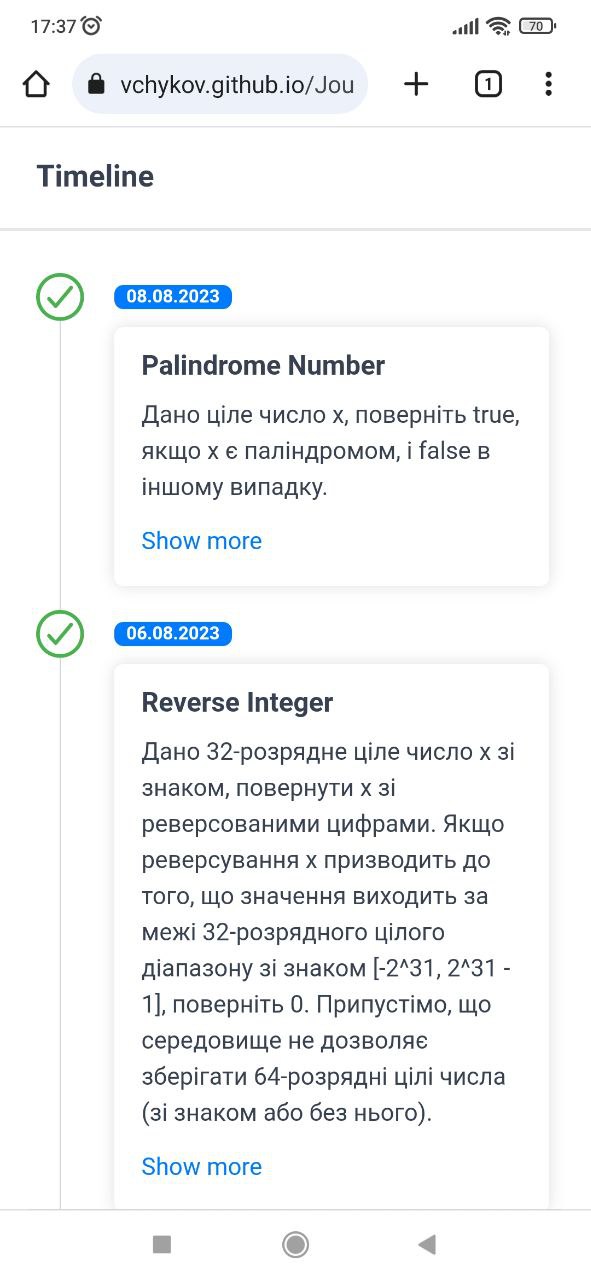 17:37
70
vchykov.github.io/Jou
1
Timeline
08.08.2023
Palindrome Number
Дано ціле число x, поверніть true,
якщо x є паліндромом, і false в
іншому випадку.
Show more
06.08.2023
Reverse Integer
Дано 32-розрядне ціле число x зі
знаком, повернути x зі
реверсованими цифрами. Якщо
реверсування x призводить до
того, що значення виходить за
межі 32-розрядного цілого
діапазону зі знаком [-2^31, 2^31 -
1], поверніть 0. Припустімо, що
середовище не дозволяє
зберігати 64-розрядні цілі числа
(зі знаком або без нього).
Show more